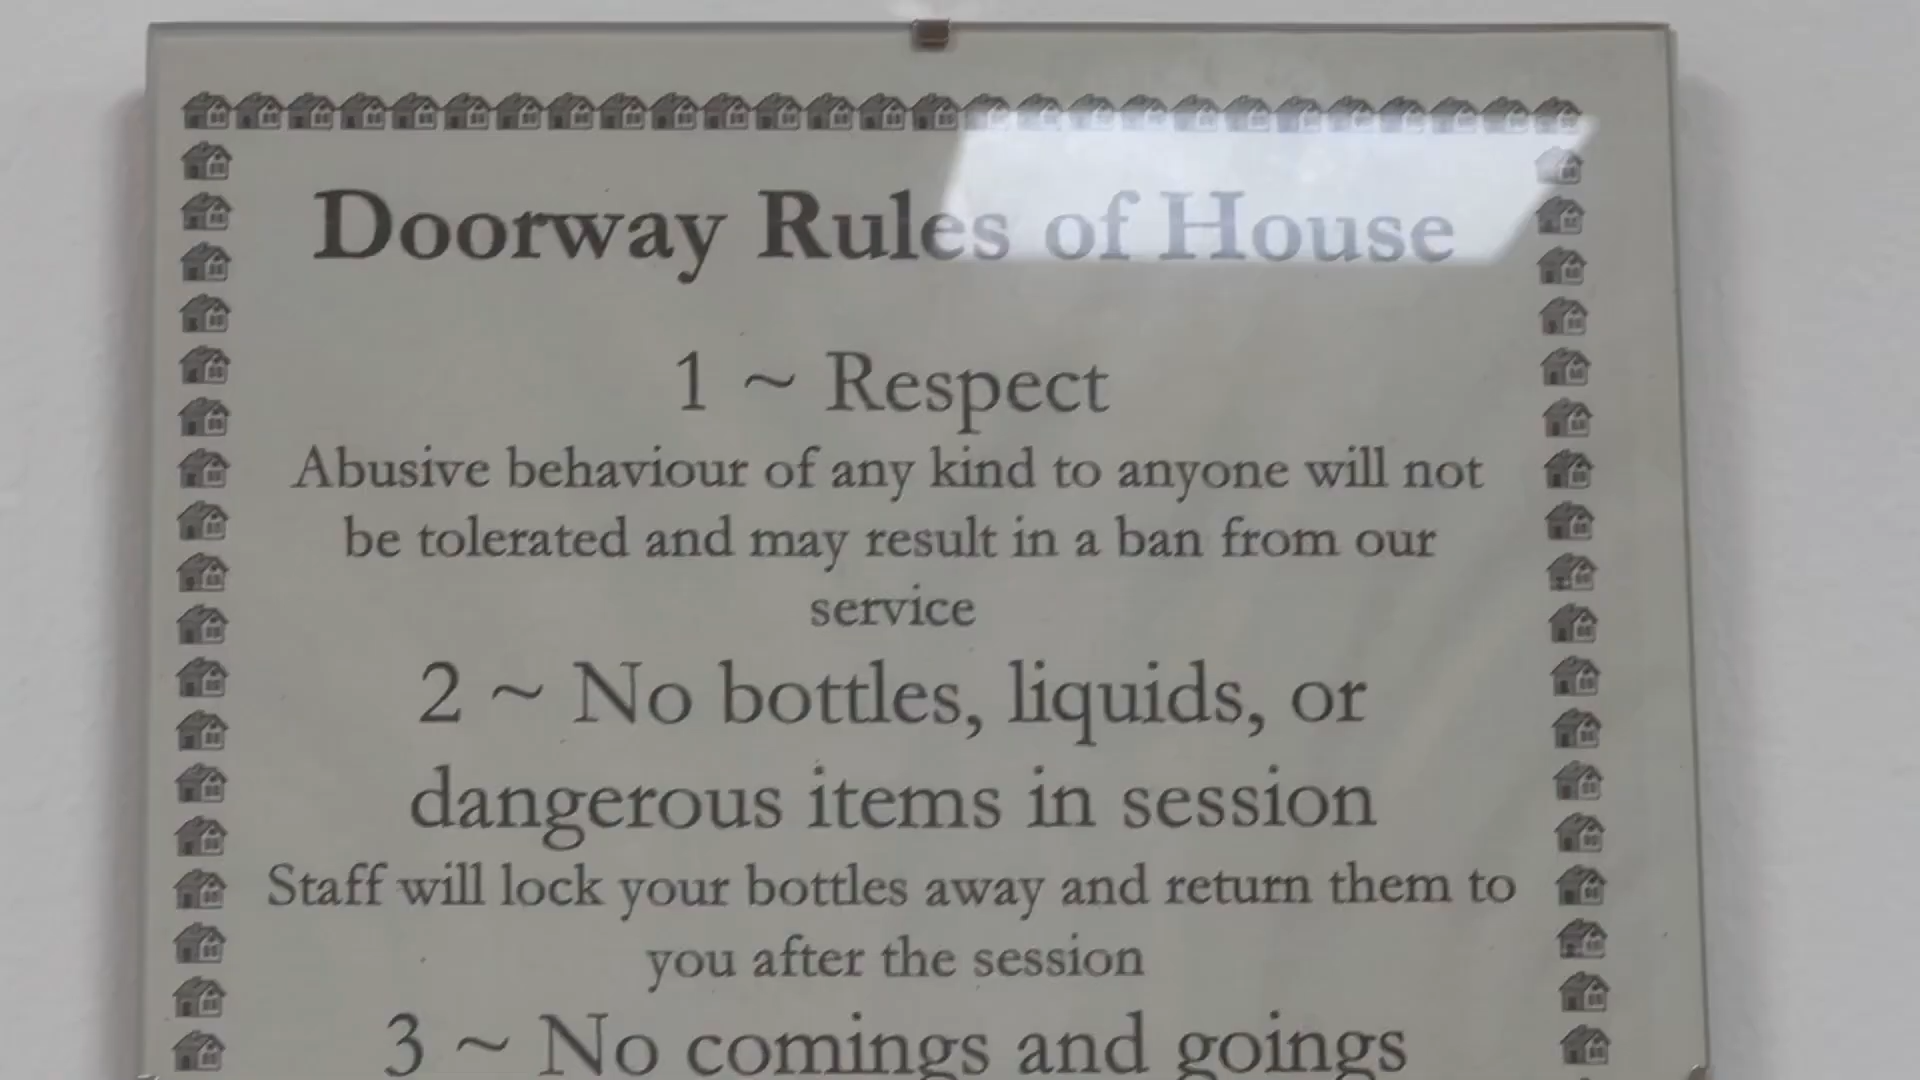 Doorway Rules of House
1 ~ Respect
Abusive behaviour of any kind to anyone will not
be tolerated and may result in a ban from our
service
2 ~ No bottles, liquids, or
dangerous items in session
Staff will lock your bottles away and return them to
you after the session
3 ~ No comings and goings